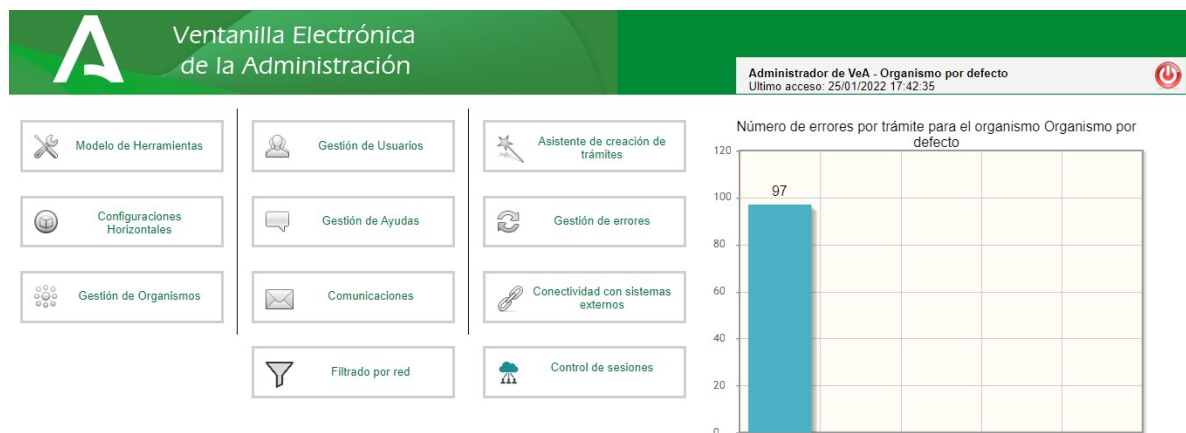 Ventanilla Electrónica
de la Administración
Administrador de VeA - Organismo por defecto
Ultimo acceso: 25/01/2022 17:42:35
Modelo de Herramientas
Gestión de Usuarios
Asistente de creación de
trámites
Configuraciones
Horizontales
Gestión de Ayudas
Gestión de errores
Gestión de Organismos
Comunicaciones
Conectividad con sistemas
externos
Filtrado por red
Control de sesiones
Número de errores por trámite para el organismo Organismo por
defecto
120
100
80
60
40
20
0
97